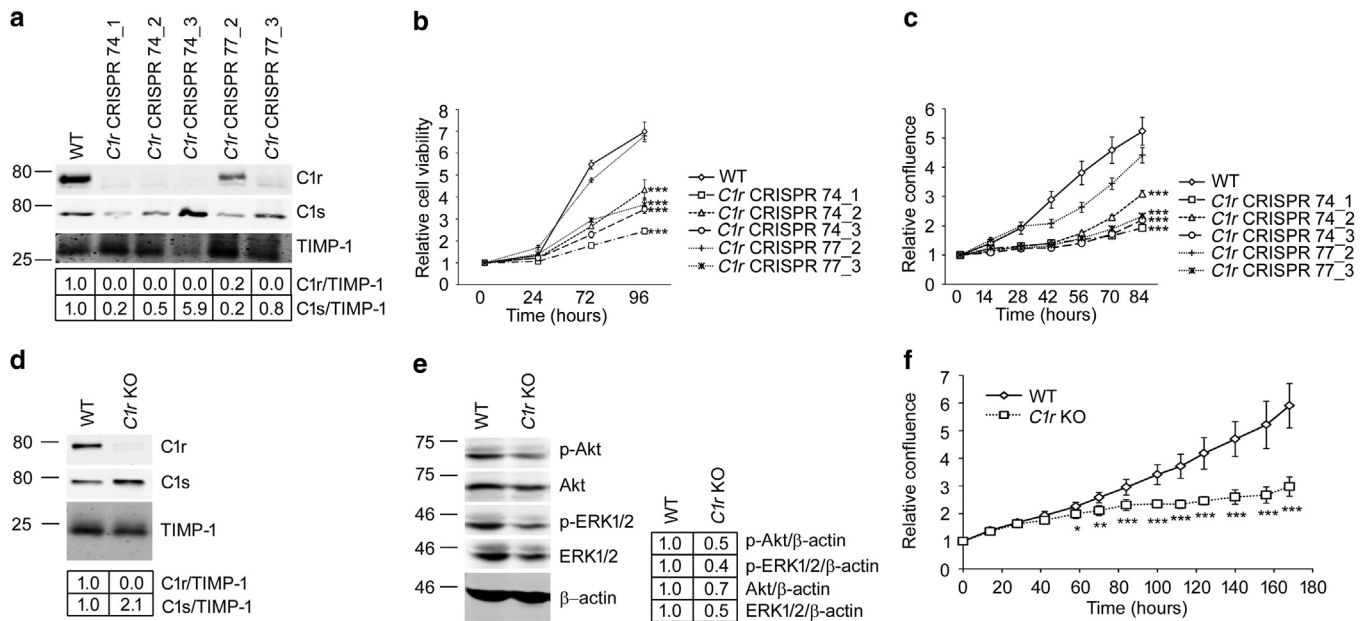 a
WT
C1r CRISPR 74_1
C1r CRISPR 74_2
C1r CRISPR 74_3
C1r CRISPR 77_2
C1r CRISPR 77_3
80
C1r
80
C1s
TIMP-1
25
1.0 0.0 0.0 0.0 0.2 0.0 C1r/TIMP-1
1.0 0.2 0.5 5.9 0.2 0.8 C1s/TIMP-1
b
Relative cell viability
8
7
6
5
4
3
2
1
0
0 24 72 96
Time (hours)
***
***
***
***
WT
C1r CRISPR 74_1
C1r CRISPR 74_2
C1r CRISPR 74_3
C1r CRISPR 77_2
C1r CRISPR 77_3
c
Relative confluence
6
5
4
3
2
1
0
0 14 28 42 56 70 84
Time (hours)
***
***
***
***
WT
C1r CRISPR 74_1
C1r CRISPR 74_2
C1r CRISPR 74_3
C1r CRISPR 77_2
C1r CRISPR 77_3
d
WT
C1r KO
80
C1r
80
C1s
25
TIMP-1
1.0 0.0 C1r/TIMP-1
1.0 2.1 C1s/TIMP-1
e
WT
C1r KO
75
p-Akt
75
Akt
46
p-ERK1/2
46
ERK1/2
46
β–actin
WT
C1r KO
1.0 0.5 p-Akt/β-actin
1.0 0.4 p-ERK1/2/β-actin
1.0 0.7 Akt/β-actin
1.0 0.5 ERK1/2/β-actin
f
Relative confluence
7
6
5
4
3
2
1
0
WT
C1r KO
* ** *** *** *** *** *** *** ***
0 20 40 60 80 100 120 140 160 180
Time (hours)